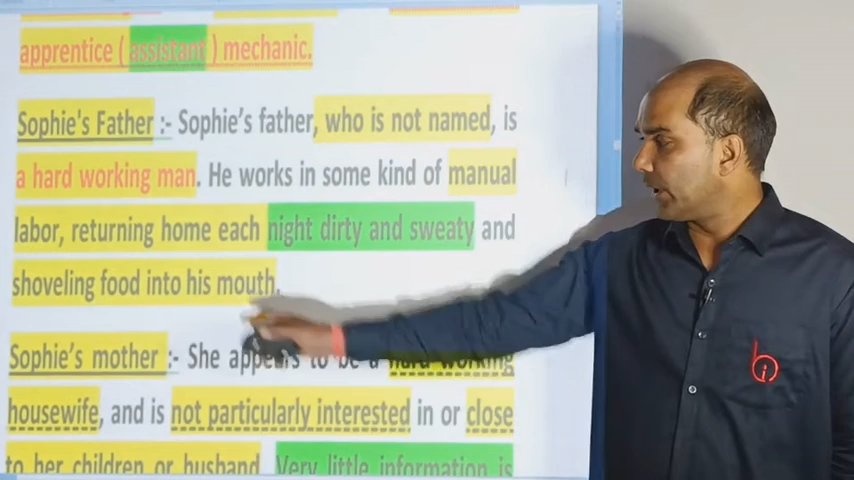 apprentice ( assistant ) mechanic.
Sophie's Father :- Sophie's father, who is not named, is
a hard working man. He works in some kind of manual
labor, returning home each night dirty and sweaty and
shoveling food into his mouth.
Sophie's mother :- She appears to be a hard working
housewife, and is not particularly interested in or close
to her children or husband Very little information is